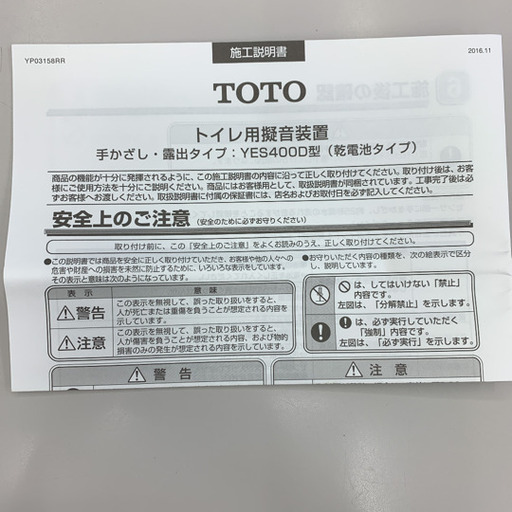 YP03158RR
施工説明書
2016.11
TOTO
トイレ用擬音装置
手かざし・露出タイプ：YES400D型（乾電池タイプ）
商品の機能が十分に発揮されるように、この施工説明書の内容に沿って正しく取り付けてください。取り付け後は、お客
様にご使用方法を十分にご説明ください。商品にはお客様用として、取扱説明書が同梱されています。工事完了後は必
ずお客様へお渡しください。取扱説明書に付属の保証書には、店名およびお取付日を必ず記入してください。
安全上のご注意（安全のために必ずお守りください）
取り付け前に、この「安全上のご注意」をよくお読みのうえ、正しく取り付けてください。
●この説明書では商品を正しく取り付けていただき、お客様や他の人々への
危害や財産への損害を未然に防止するために、いろいろな表示をしています。
その表示と意味は次のようになっています。
表示 意味
警告 この表示を無視して、誤った取り扱いをすると、
人が死亡または重傷を負うことが想定される内容を
示しています。
注意 この表示を無視して、誤った取り扱いをすると、
人が傷害を負うことが想定される内容、および物的
損害のみの発生が想定される内容を示しています。
●お守りいただく内容の種類を、次の絵表示で区分
し、説明しています。
は、してはいけない「禁止」
内容です。
左図は、「分解禁止」を示します。
は、必ず実行していただく
「強制」内容です。
左図は、「必ず実行」を示します。
警告
注意